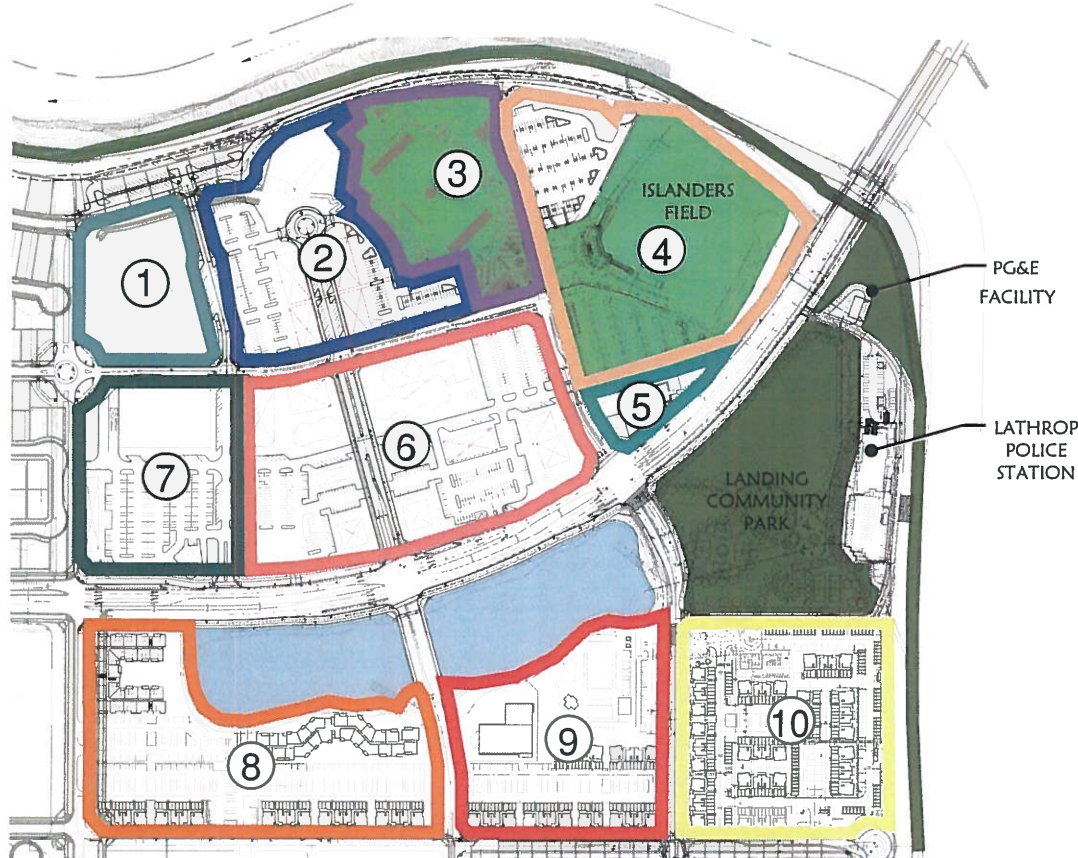 3
ISLANDERS
FIELD
4
2
1
PG&E
FACILITY
5
6
LATHROP
POLICE
STATION
7
LANDING
COMMUNITY
PARK
10
9
8